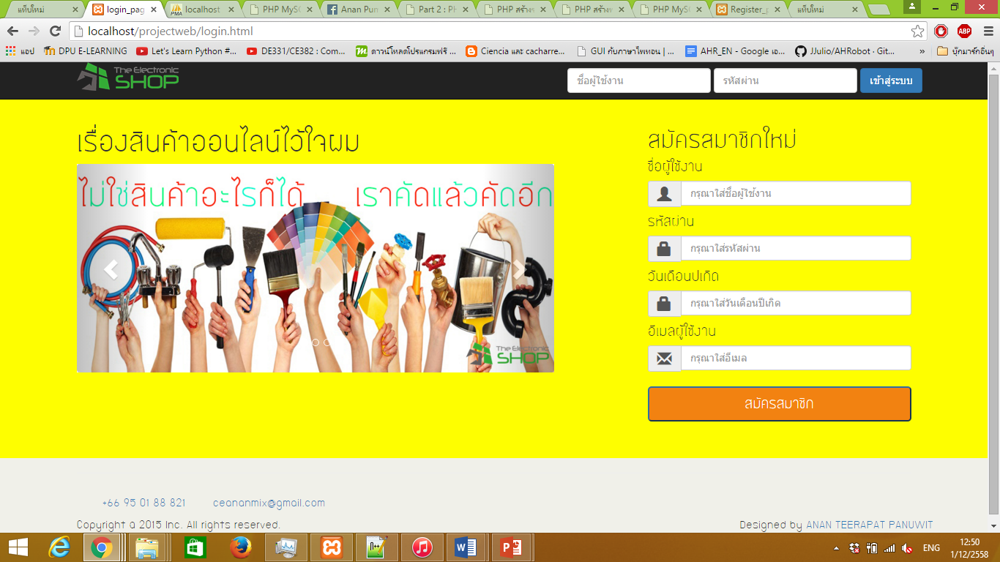 แท็บใหม่
login_pag
localhost
PHP MySQ
Anan Pun
Part 2 : PH
PHP สร้างร
PHP สร้างร
PHP MySQ
Register_p
แท็บใหม่
localhost/projectweb/login.html
แอป
DPU E-LEARNING
Let's Learn Python #...
DE331/CE382 : Com...
ดาวน์โหลดโปรแกรมฟรี ...
Ciencia และ cacharre...
GUI กับภาษาไพทอน | ...
AHR_EN - Google เอ...
JJulio/AHRobot · Git...
»
บุ๊กมาร์กอื่นๆ
The Electronic
SHOP
ชื่อผู้ใช้งาน
รหัสผ่าน
เข้าสู่ระบบ
เรื่องสินค้าออนไลน์ไว้ใจผม
ไม่ใช่สินค้าอะไรก็ได้ เราคัดแล้วคัดอีก
The Electronic
SHOP
สมัครสมาชิกใหม่
ชื่อผู้ใช้งาน
กรุณาใส่ชื่อผู้ใช้งาน
รหัสผ่าน
กรุณาใส่รหัสผ่าน
วันเดือนปีเกิด
กรุณาใส่วันเดือนปีเกิด
อีเมลผู้ใช้งาน
กรุณาใส่อีเมล
สมัครสมาชิก
+66 95 01 88 821 ceananmix@gmail.com
Copyright a 2015 Inc. All rights reserved. Designed by ANAN TEERAPAT PANUWIT
ENG
12:50
1/12/2558